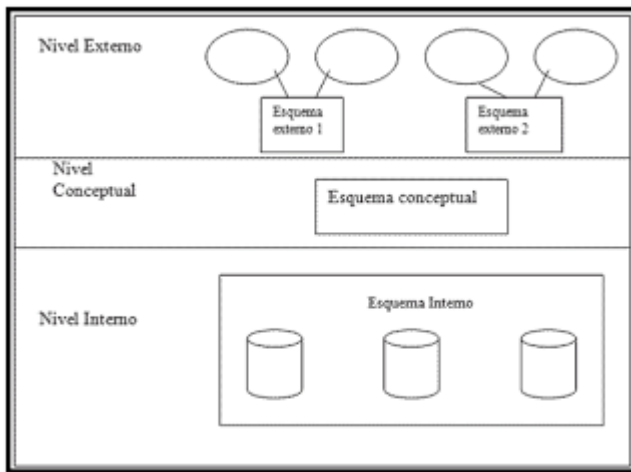 Nivel Externo
Esquema
externo 1
Esquema
externo 2
Nivel
Conceptual
Esquema conceptual
Esquema Interno
Nivel Interno